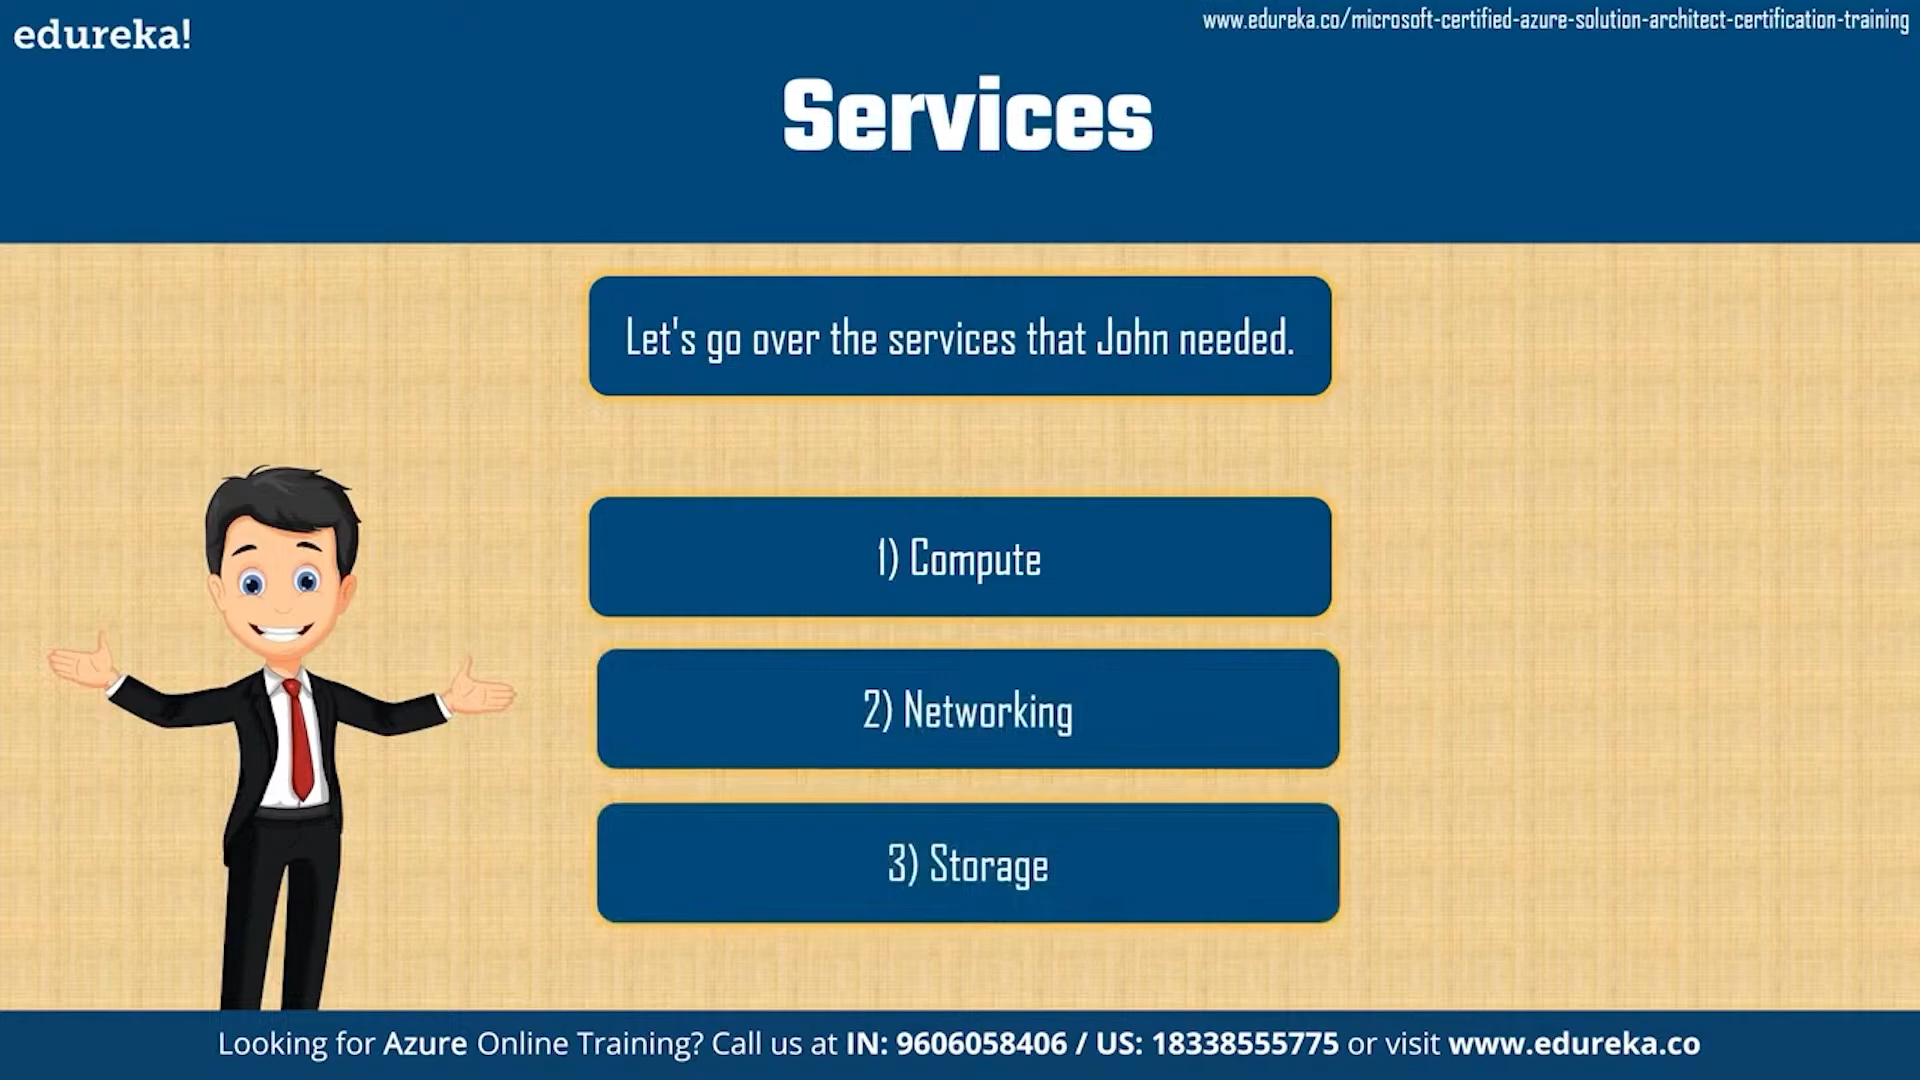 edureka!
www.edureka.co/microsoft-certified-azure-solution-architect-certification-training
Services
Let's go over the services that John needed.
1) Compute
2) Networking
3) Storage
Looking for Azure Online Training? Call us at IN: 9606058406 / US: 18338555775 or visit www.edureka.co